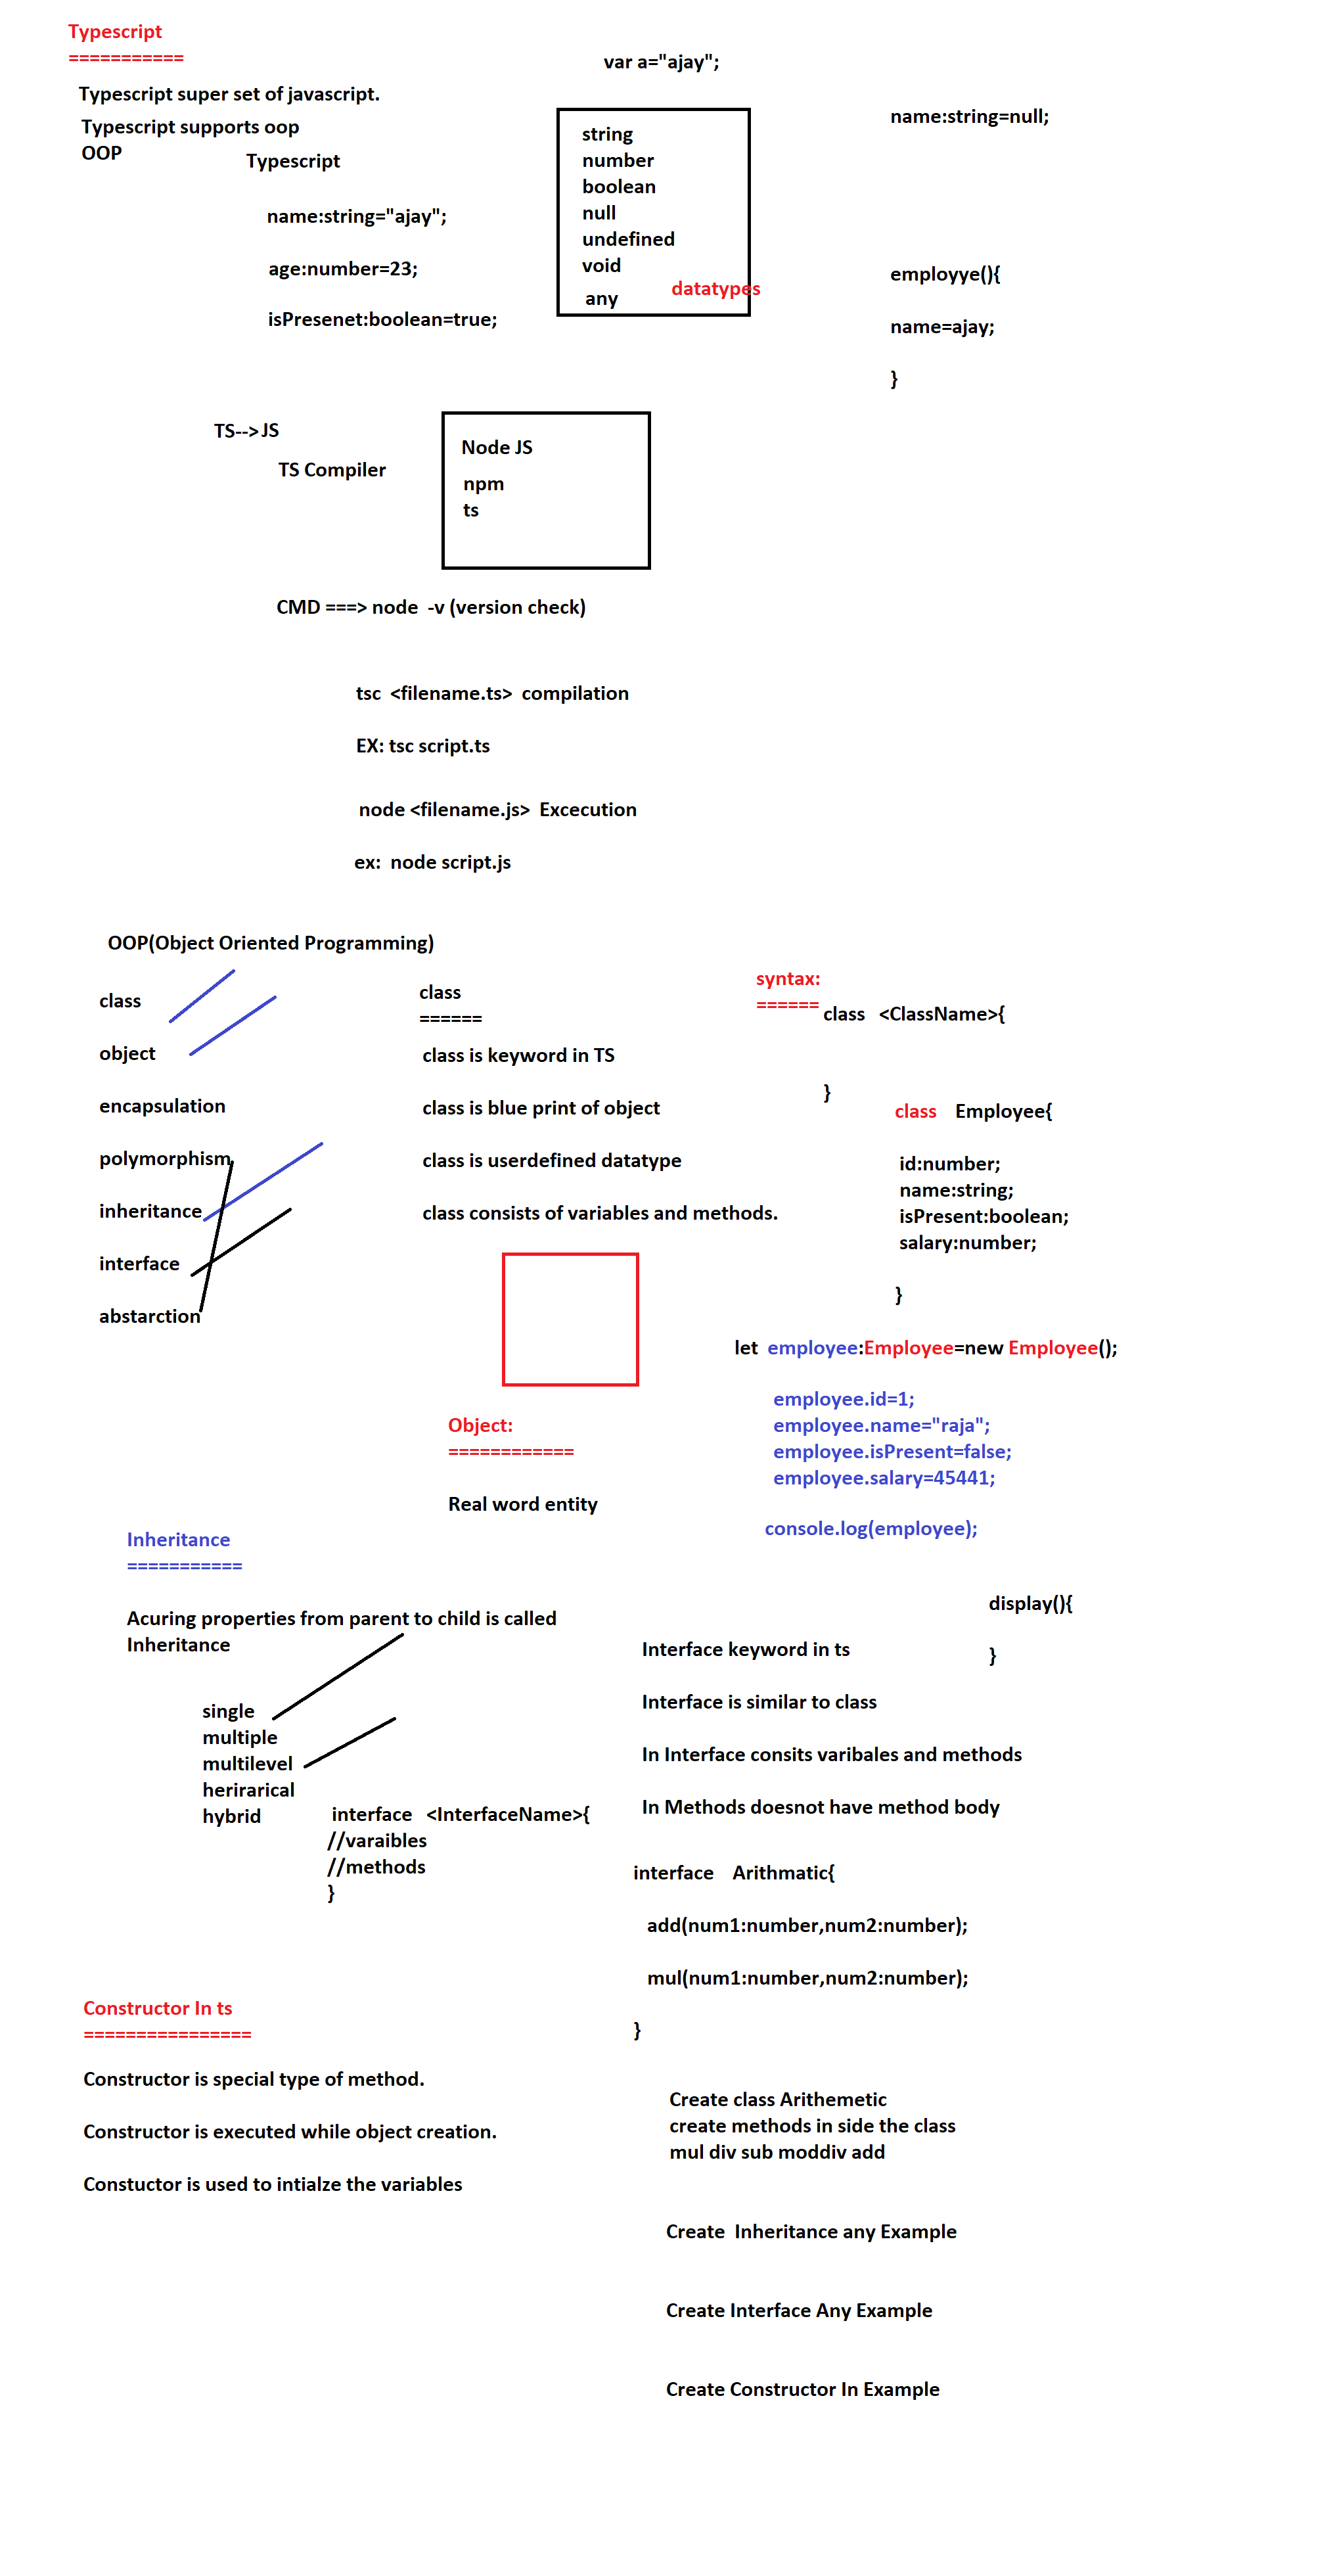 Typescript
===========
Typescript super set of javascript.
Typescript supports oop
OOP
Typescript
name:string="ajay";
age:number=23;
isPresenet:boolean=true;
var a="ajay";
string
number
boolean
null
undefined
void
any
datatypes
name:string=null;
employye(){
name=ajay;
}
TS-->JS
TS Compiler
Node JS
npm
ts
CMD ===> node  -v (version check)
tsc  <filename.ts>  compilation
EX: tsc script.ts
node <filename.js>  Excecution
ex:  node script.js
OOP(Object Oriented Programming)
class
object
encapsulation
polymorphism
inheritance
interface
abstarction
class
======
class is keyword in TS
class is blue print of object
class is userdefined datatype
class consists of variables and methods.
syntax:
======
class   <ClassName>{
}
class    Employee{
id:number;
name:string;
isPresent:boolean;
salary:number;
}
let  employee:Employee=new Employee();
employee.id=1;
employee.name="raja";
employee.isPresent=false;
employee.salary=45441;
console.log(employee);
Object:
============
Real word entity
Inheritance
===========
Acuring properties from parent to child is called
Inheritance
single
multiple
multilevel
herirarical
hybrid
interface   <InterfaceName>{
//varaibles
//methods
}
display(){
}
Interface keyword in ts
Interface is similar to class
In Interface consits varibales and methods
In Methods doesnot have method body
interface    Arithmatic{
add(num1:number,num2:number);
mul(num1:number,num2:number);
}
Constructor In ts
================
Constructor is special type of method.
Constructor is executed while object creation.
Constuctor is used to intialze the variables
Create class Arithemetic
create methods in side the class
mul div sub moddiv add
Create  Inheritance any Example
Create Interface Any Example
Create Constructor In Example